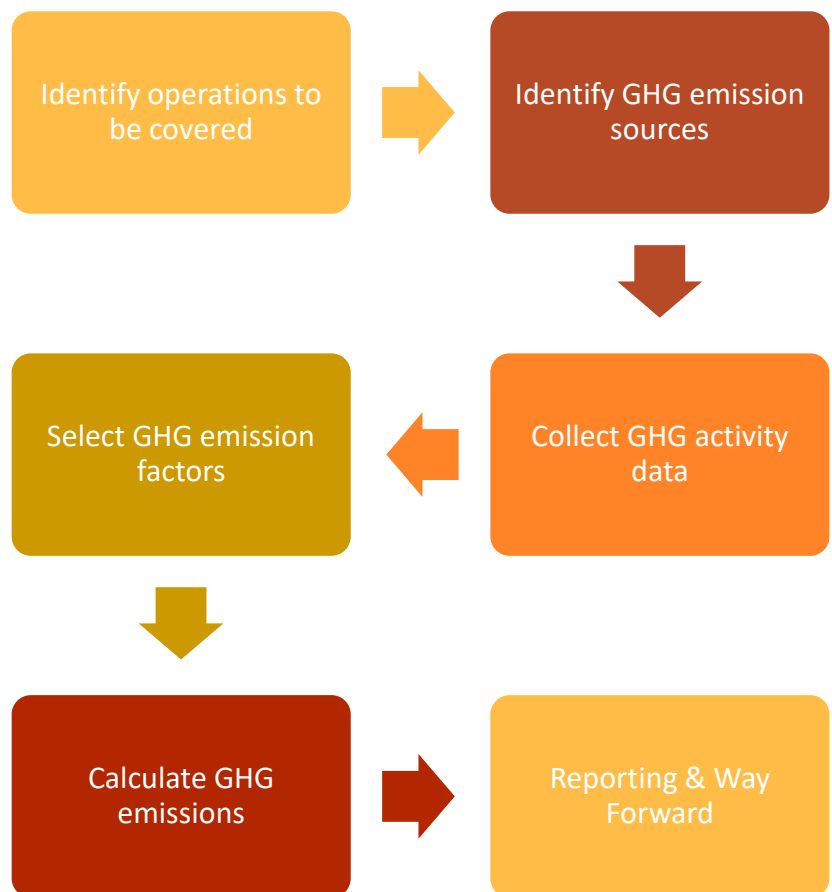 Identify operations to
be covered
Identify GHG emission
sources
Collect GHG activity
data
Select GHG emission
factors
Calculate GHG
emissions
Reporting & Way
Forward